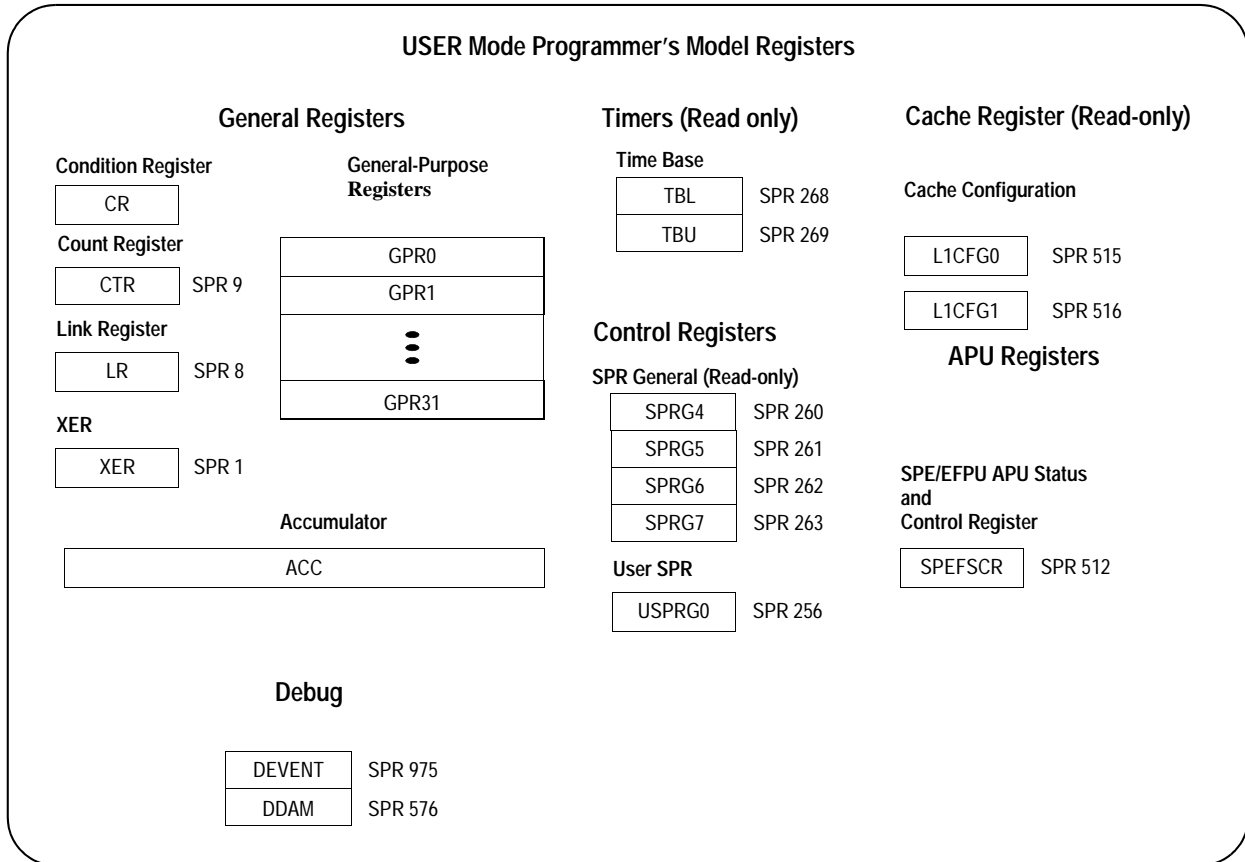 USER Mode Programmer's Model Registers
General Registers
Condition Register
CR
Count Register
CTR SPR 9
Link Register
LR SPR 8
XER
XER SPR 1
General-Purpose
Registers
GPR0
GPR1
GPR31
Accumulator
ACC
Timers (Read only)
Time Base
TBL SPR 268
TBU SPR 269
Control Registers
SPR General (Read-only)
SPRG4 SPR 260
SPRG5 SPR 261
SPRG6 SPR 262
SPRG7 SPR 263
User SPR
USPRG0 SPR 256
Cache Register (Read-only)
Cache Configuration
L1CFG0 SPR 515
L1CFG1 SPR 516
APU Registers
SPE/EFPU APU Status
and
Control Register
SPEFSCR SPR 512
Debug
DEVENT SPR 975
DDAM SPR 576